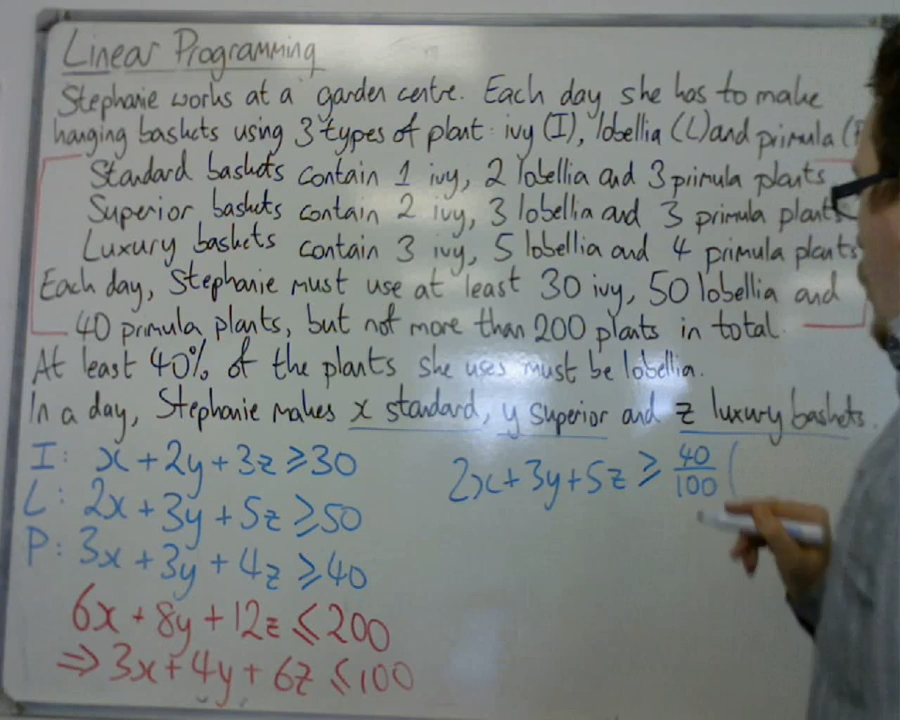 Linear Programming
Stephanie works at a garden centre. Each day she has to make
hanging baskets using 3 types of plant: ivy (I), lobellia (L) and primula (P
Standard baskets contain 1 ivy, 2 lobellia and 3 primula plants
Superior baskets contain 2 ivy, 3 lobellia and 3 primula plants
Luxury baskets contain 3 ivy, 5 lobellia and 4 primula plants
Each day, Stephanie must use at least 30 ivy, 50 lobellia and
40 primula plants, but not more than 200 plants in total.
At least 40% of the plants she uses must be lobellia.
In a day, Stephanie makes x standard, y superior and z luxury baskets.
I: x + 2y + 3z ≥ 30
L: 2x + 3y + 5z ≥ 50
P: 3x + 3y + 4z ≥ 40
6x + 8y + 12z ≤ 200
⇒ 3x + 4y + 6z ≤ 100
2x + 3y + 5z ≥ 40/100 (